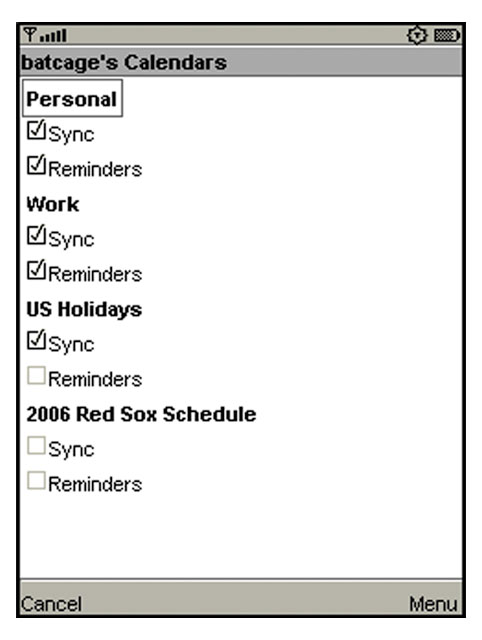 batcage's Calendars
Personal
Sync
Reminders
Work
Sync
Reminders
US Holidays
Sync
Reminders
2006 Red Sox Schedule
Sync
Reminders
Cancel Menu